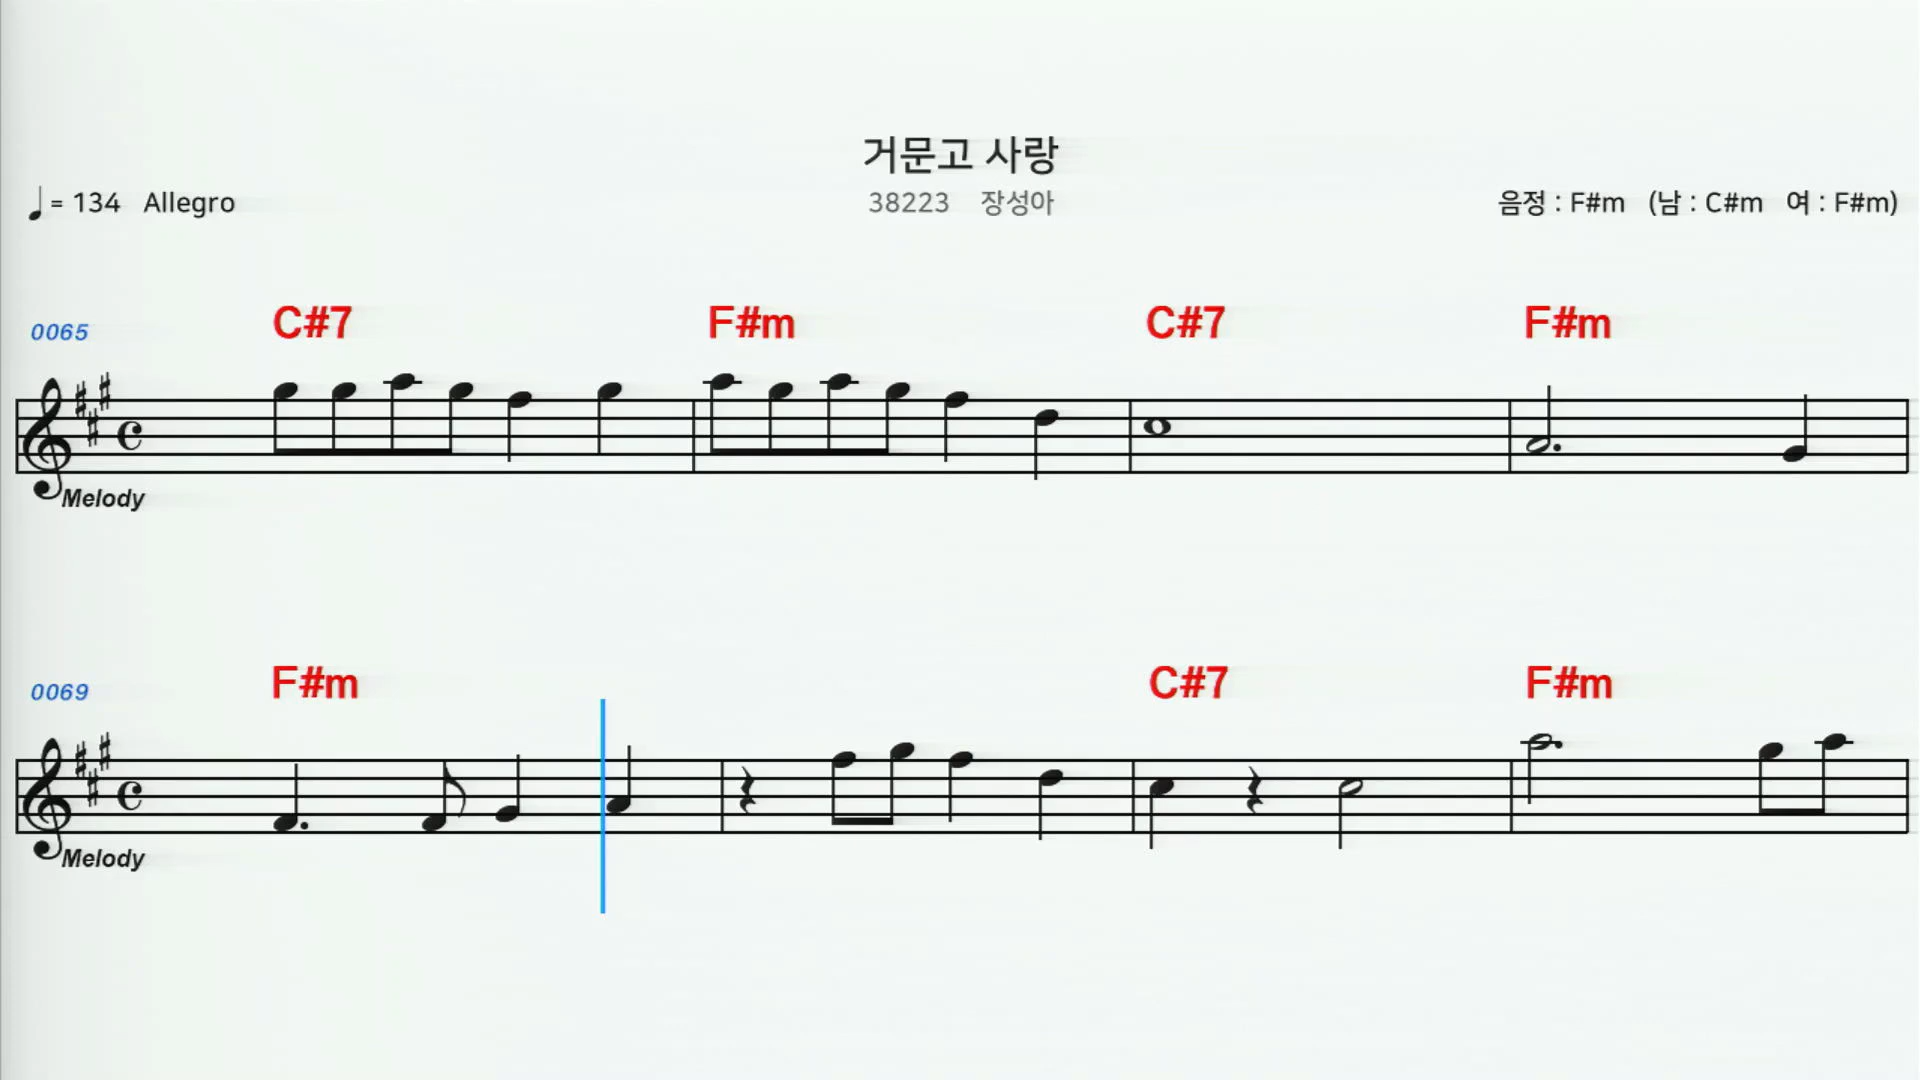 거문고 사랑
♩= 134 Allegro 38223 장성아 음정 : F#m (남 : C#m 여 : F#m)
0065 C#7 F#m C#7 F#m
Melody
0069 F#m C#7 F#m
Melody